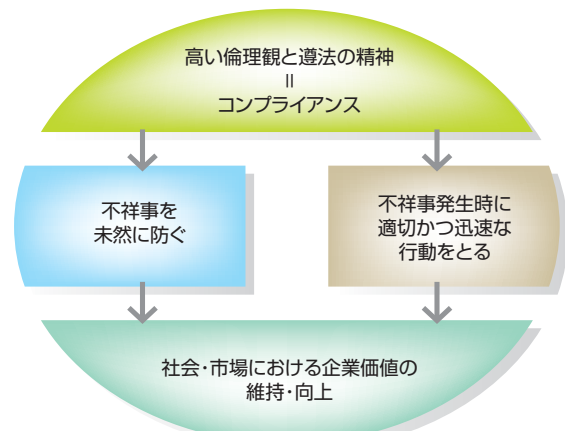 高い倫理観と遵法の精神
＝
コンプライアンス
不祥事を
未然に防ぐ
不祥事発生時に
適切かつ迅速な
行動をとる
社会・市場における企業価値の
維持・向上